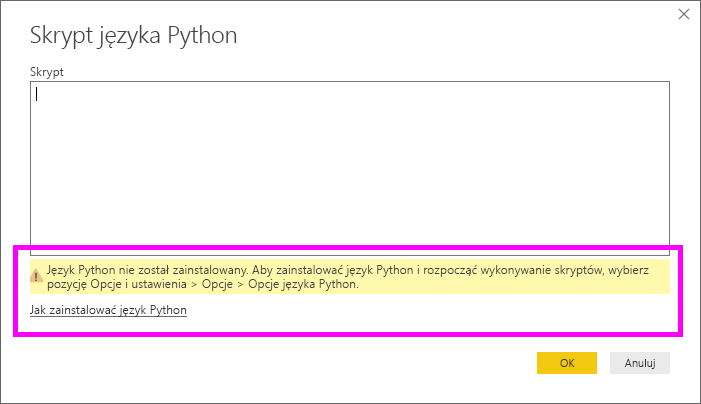 Skrypt języka Python
Skrypt
Język Python nie został zainstalowany. Aby zainstalować język Python i rozpocząć wykonywanie skryptów, wybierz
pozycję Opcje i ustawienia > Opcje > Opcje języka Python.
Jak zainstalować język Python
OK
Anuluj